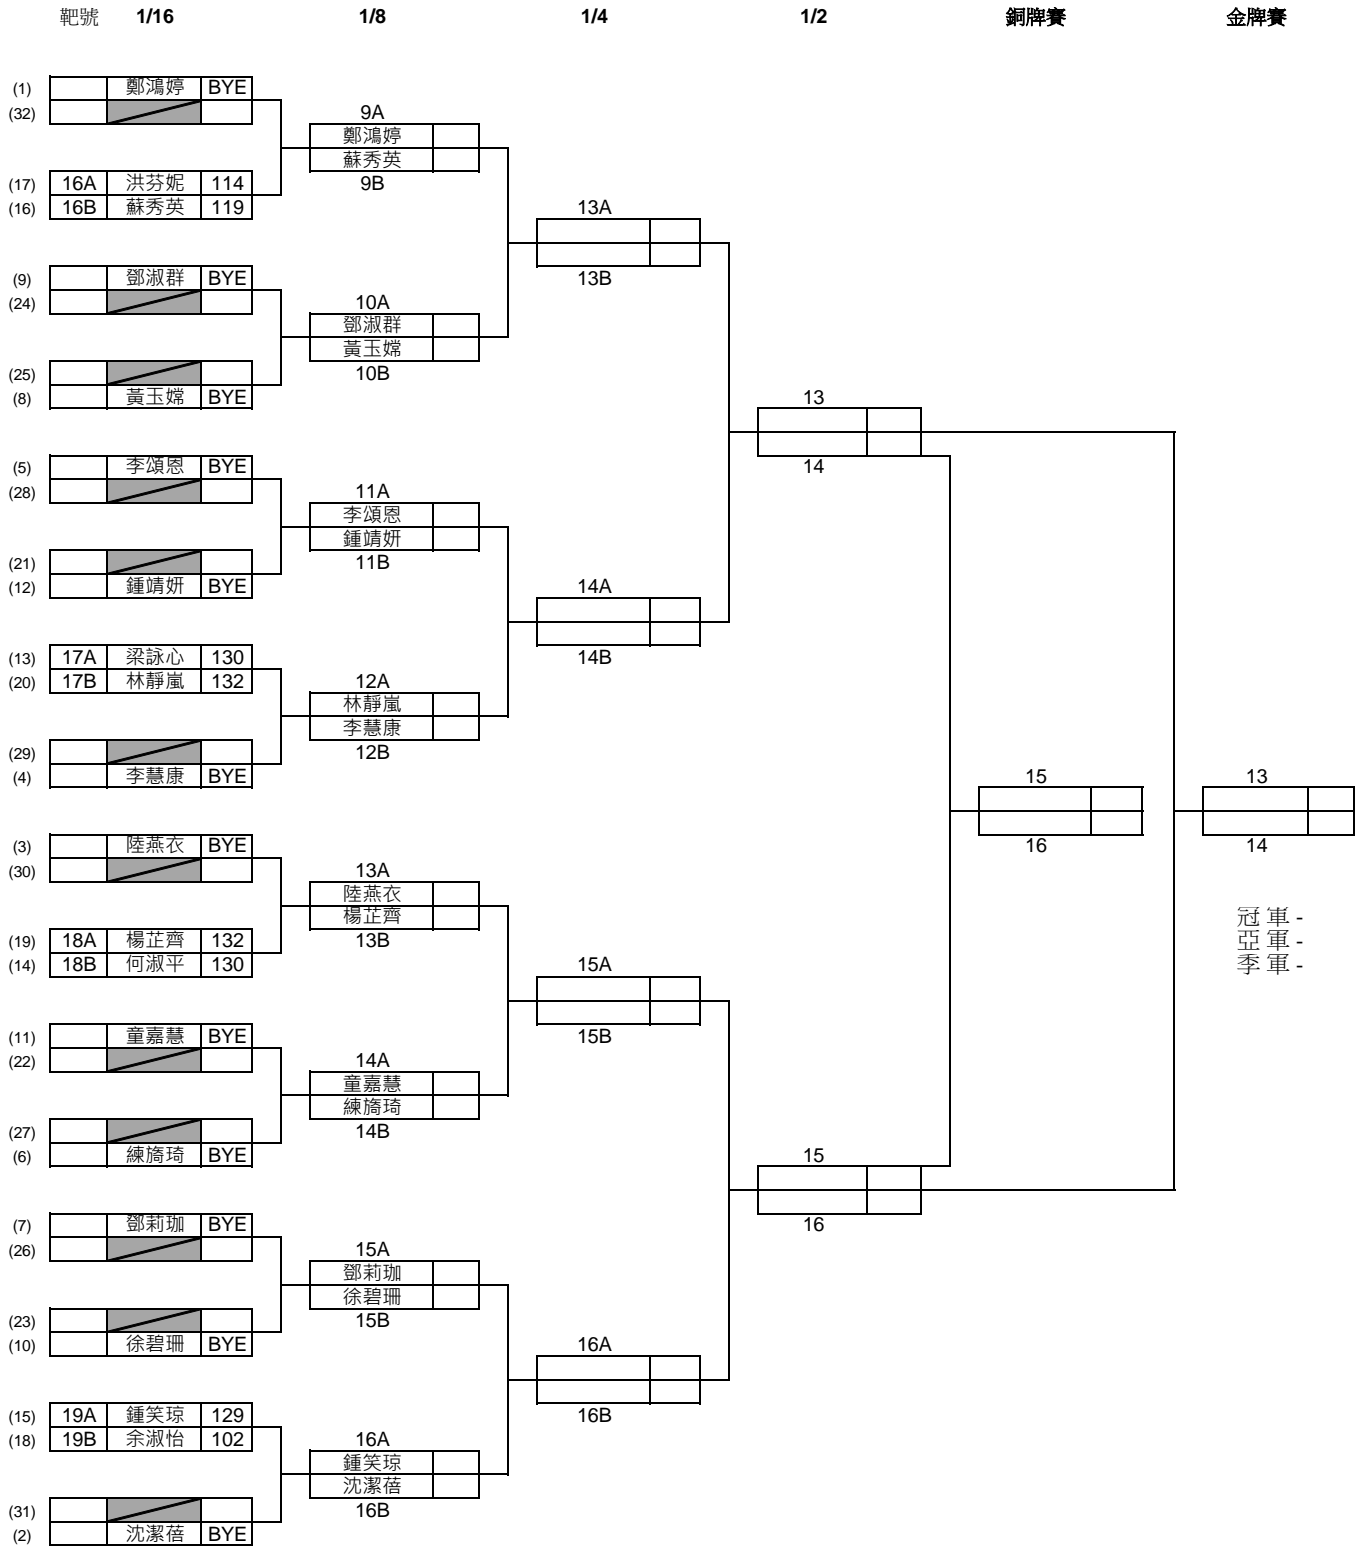 靶號 1/16 1/8 1/4 1/2 銅牌賽 金牌賽
(1) 鄭鴻婷 BYE
(32)
9A
鄭鴻婷
蘇秀英
9B
(17) 16A 洪芬妮 114
(16) 16B 蘇秀英 119
13A
13B
(9) 鄧淑群 BYE
(24)
10A
鄧淑群
黃玉嫦
10B
(25)
(8) 黃玉嫦 BYE
13
14
(5) 李頌恩 BYE
(28)
11A
李頌恩
鍾靖妍
11B
(21)
(12) 鍾靖妍 BYE
14A
14B
(13) 17A 梁詠心 130
(20) 17B 林靜嵐 132
12A
林靜嵐
李慧康
12B
(29)
(4) 李慧康 BYE
15
16
13
14
(3) 陸燕衣 BYE
(30)
13A
陸燕衣
楊芷齊
13B
冠 軍 -
亞 軍 -
季 軍 -
(19) 18A 楊芷齊 132
(14) 18B 何淑平 130
15A
15B
(11) 童嘉慧 BYE
(22)
14A
童嘉慧
練旖琦
14B
(27)
(6) 練旖琦 BYE
15
16
(7) 鄧莉珈 BYE
(26)
15A
鄧莉珈
徐碧珊
15B
(23)
(10) 徐碧珊 BYE
16A
16B
(15) 19A 鍾笑琼 129
(18) 19B 余淑怡 102
16A
鍾笑琼
沈潔蓓
16B
(31)
(2) 沈潔蓓 BYE